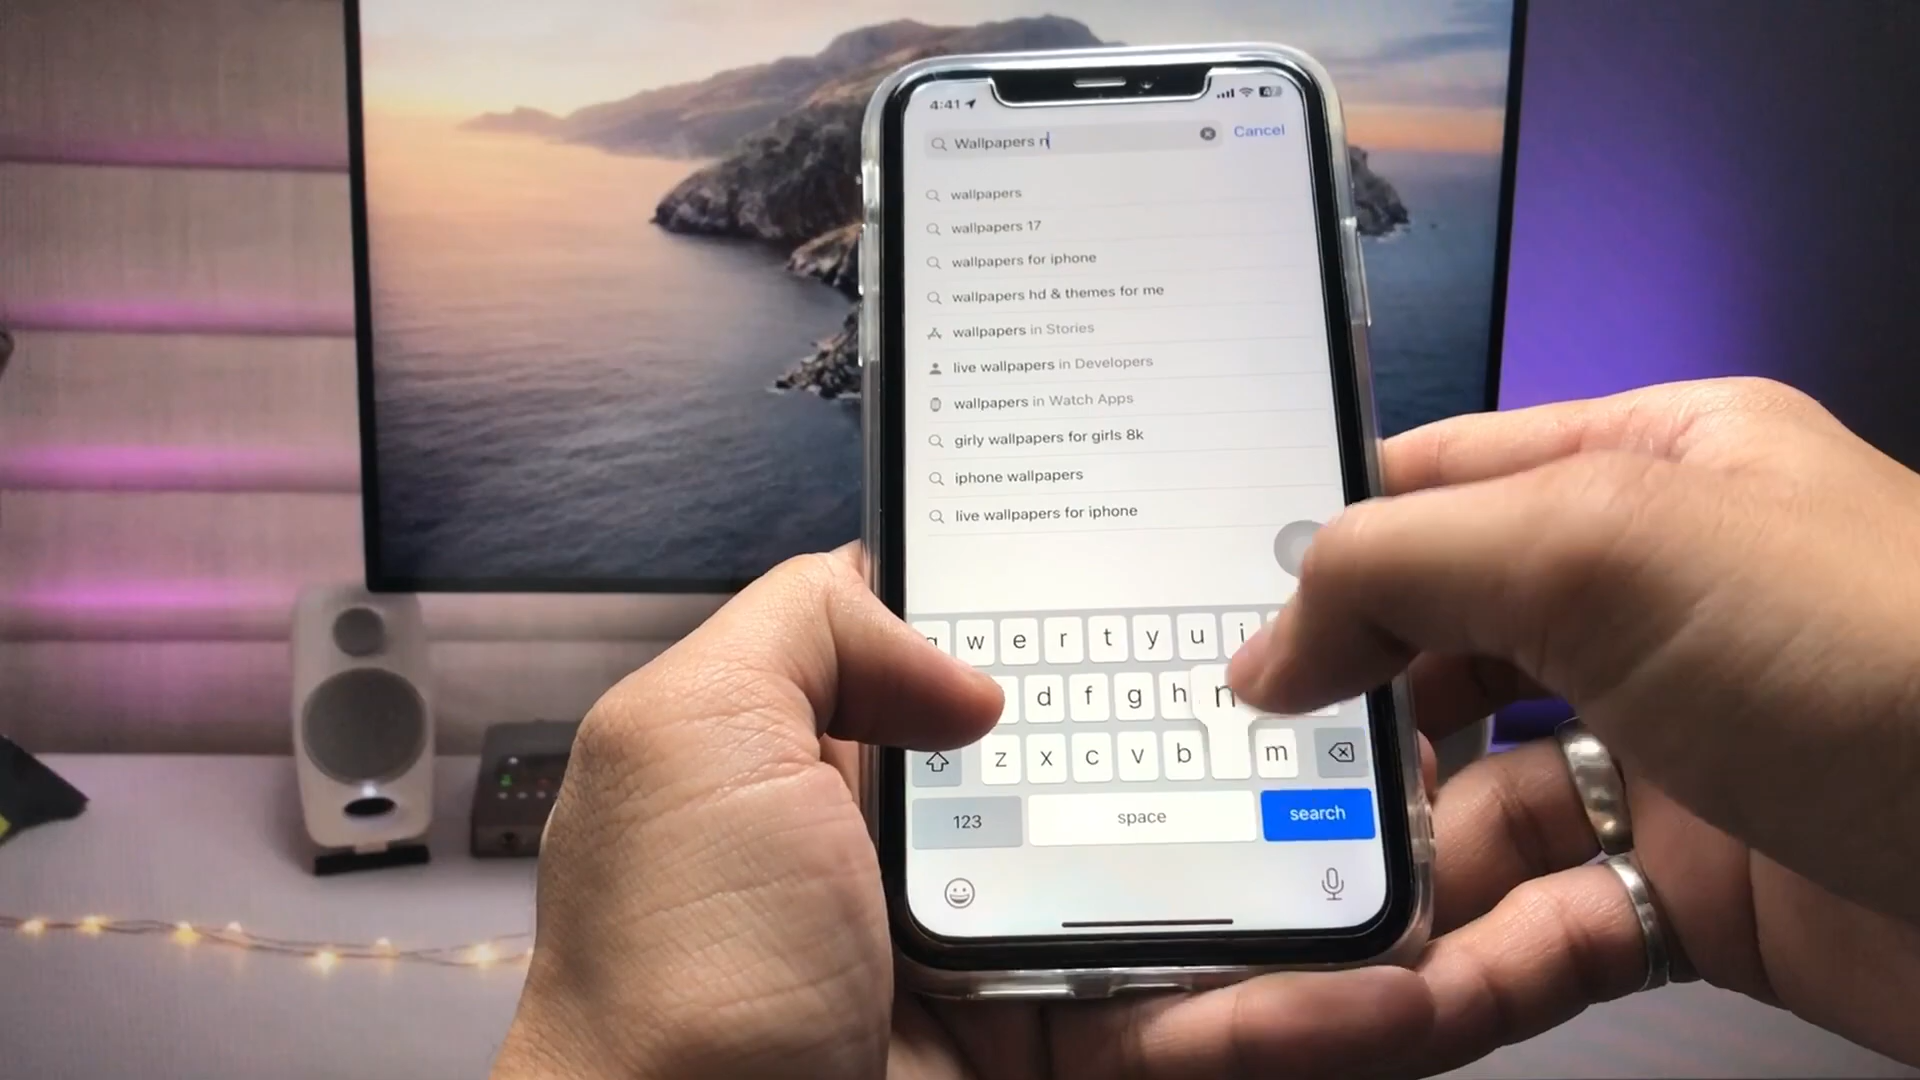 4:41
Wallpapers n
Cancel
wallpapers
wallpapers 17
wallpapers for iphone
wallpapers hd & themes for me
wallpapers in Stories
live wallpapers in Developers
wallpapers in Watch Apps
girly wallpapers for girls 8k
iphone wallpapers
live wallpapers for iphone
w e r t y u i
d f g h n
z x c v b m
123 space search